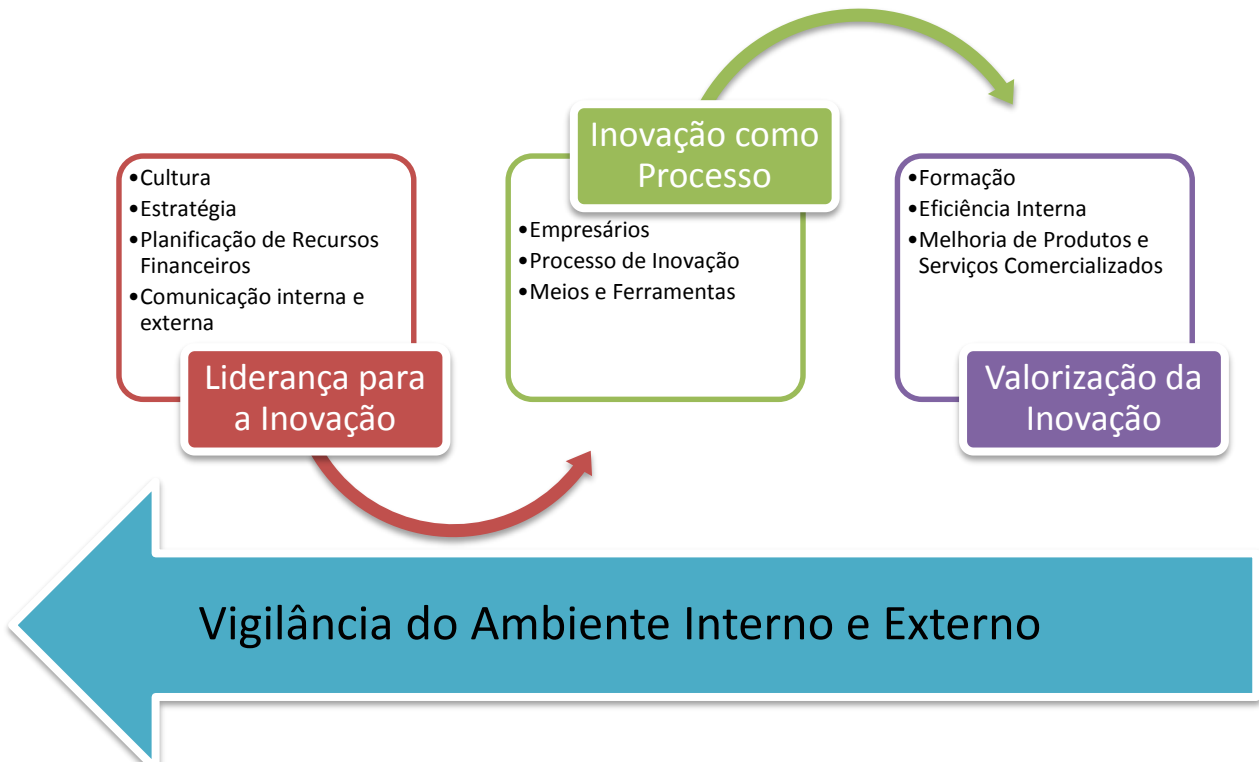 •Cultura
•Estratégia
•Planificação de Recursos
Financeiros
•Comunicação interna e
externa
Liderança para
a Inovação
Inovação como
Processo
•Empresários
•Processo de Inovação
•Meios e Ferramentas
•Formação
•Eficiência Interna
•Melhoria de Produtos e
Serviços Comercializados
Valorização da
Inovação
Vigilância do Ambiente Interno e Externo